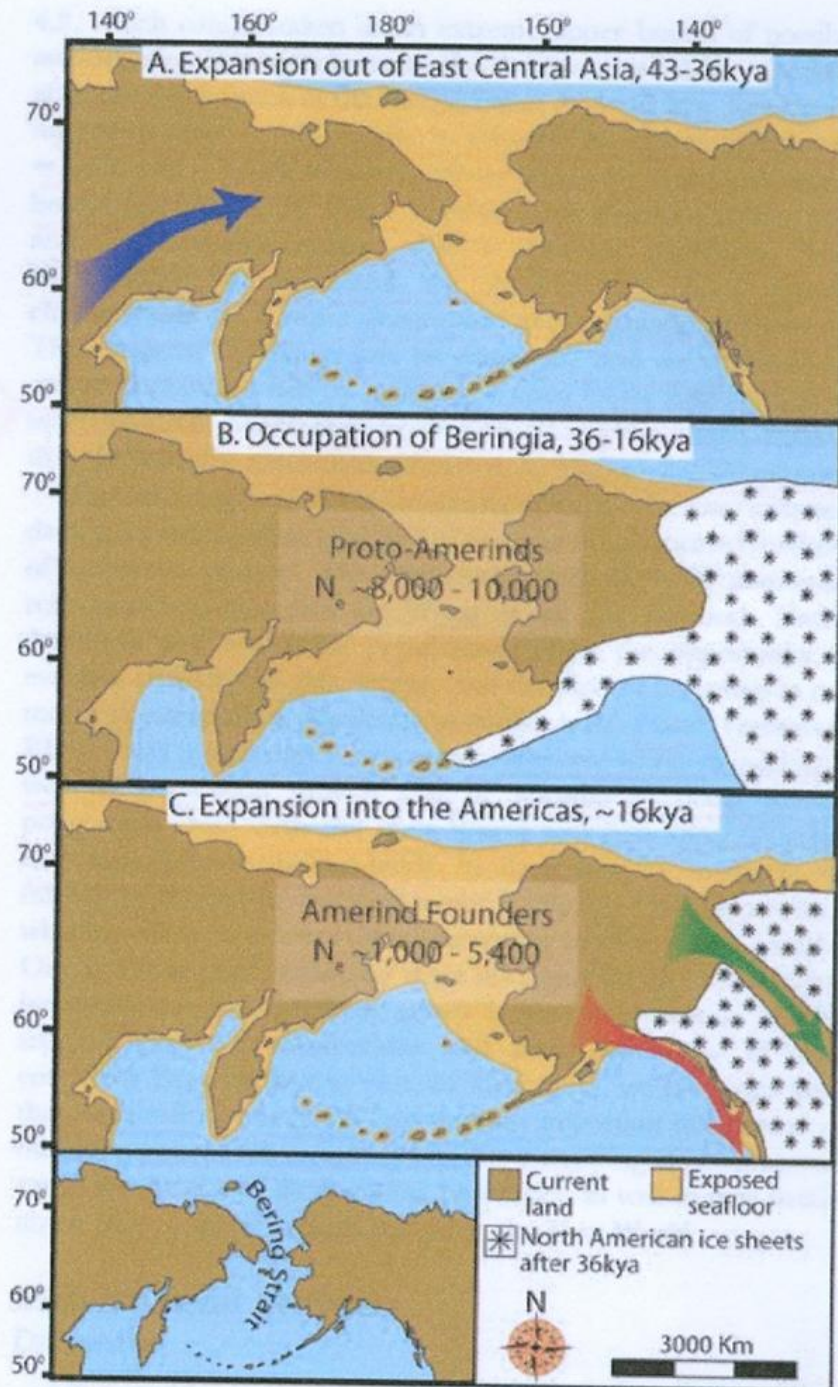 140° 160° 180° 160° 140°
A. Expansion out of East Central Asia, 43-36kya
70°
60°
50°
B. Occupation of Beringia, 36-16kya
70°
Proto-Amerinds
Ne ~8,000 - 10,000
60°
50°
C. Expansion into the Americas, ~16kya
70°
Amerind Founders
Ne ~1,000 - 5,400
60°
50°
70°
60°
50°
Bering Strait
Current land
Exposed seafloor
North American ice sheets
after 36kya
N
3000 Km